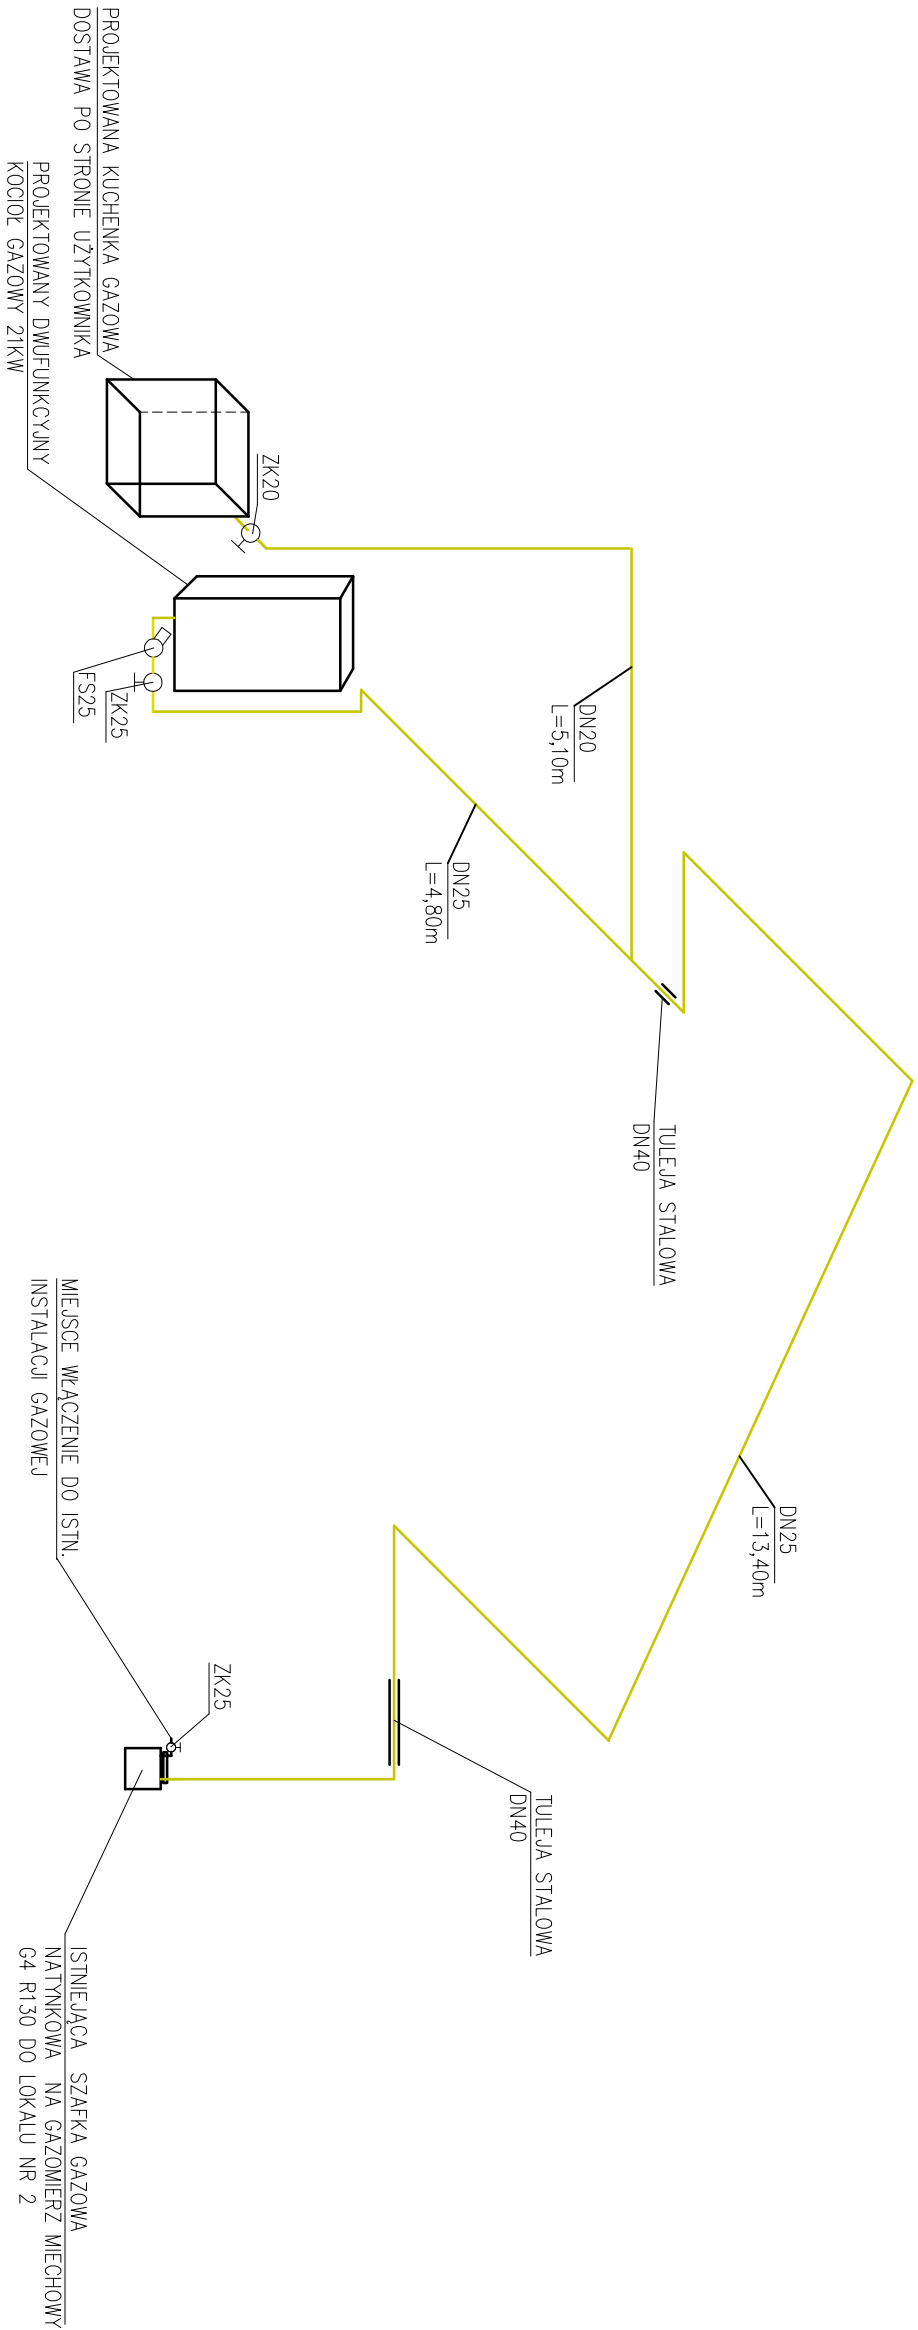 PROJEKTOWANA KUCHENKA GAZOWA
DOSTAWA PO STRONIE UŻYTKOWNIKA
PROJEKTOWANY DWUFUNKCYJNY
KOCIOŁ GAZOWY 21KW
ZK20
FS25
ZK25
DN20
L=5,10m
DN25
L=4,80m
TULEJA STALOWA
DN40
DN25
L=13,40m
MIEJSCE WŁĄCZENIE DO ISTN.
INSTALACJI GAZOWEJ
ZK25
TULEJA STALOWA
DN40
ISTNIEJĄCA SZAFKA GAZOWA
NATYNKOWA NA GAZOMIERZ MIECHOWY
G4 R130 DO LOKALU NR 2